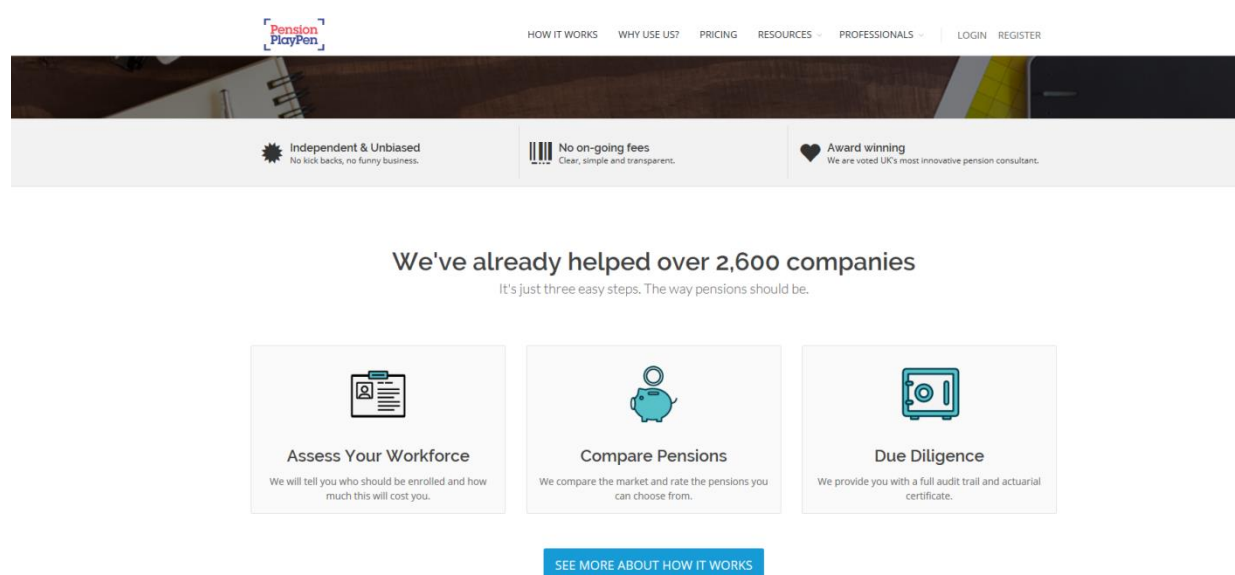 Pension
PlayPen
HOW IT WORKS WHY USE US? PRICING RESOURCES PROFESSIONALS LOGIN REGISTER
Independent & Unbiased
No kick backs, no funny business.
No on-going fees
Clear, simple and transparent.
Award winning
We are voted UK's most innovative pension consultant.
We've already helped over 2,600 companies
It's just three easy steps. The way pensions should be.
Assess Your Workforce
We will tell you who should be enrolled and how
much this will cost you.
Compare Pensions
We compare the market and rate the pensions you
can choose from.
Due Diligence
We provide you with a full audit trail and actuarial
certificate.
SEE MORE ABOUT HOW IT WORKS